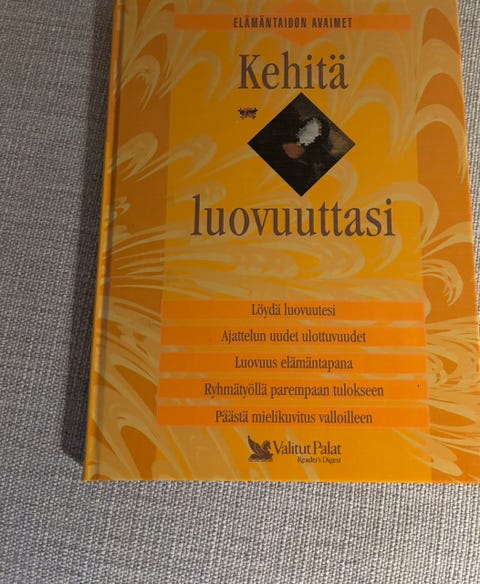 ELÄMÄNTAIDON AVAIMET
Kehitä
luovuuttasi
Löydä luovuutesi
Ajattelun uudet ulottuvuudet
Luovuus elämäntapana
Ryhmätyöllä parempaan tulokseen
Päästä mielikuvitus valloilleen
Valitut Palat
Reader's Digest